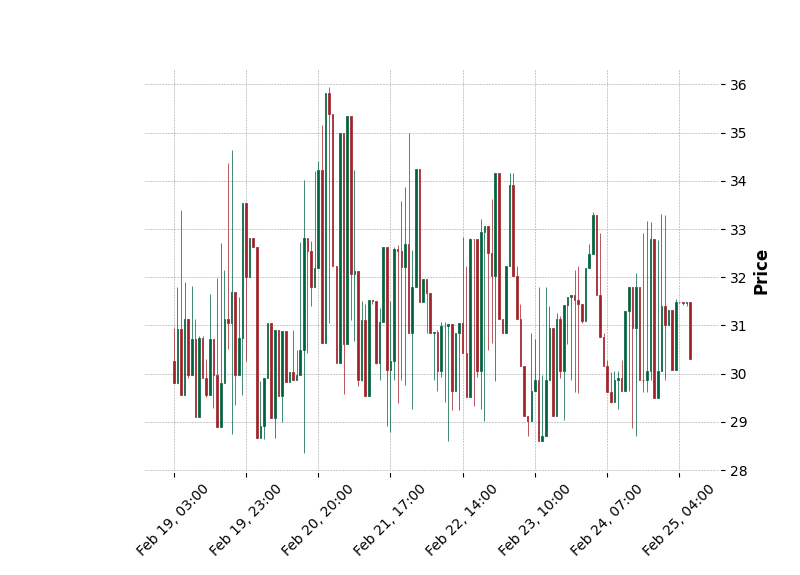 36
35
34
33
32
31
30
29
28
Price
Feb 19, 03:00
Feb 19, 23:00
Feb 20, 20:00
Feb 21, 17:00
Feb 22, 14:00
Feb 23, 10:00
Feb 24, 07:00
Feb 25, 04:00